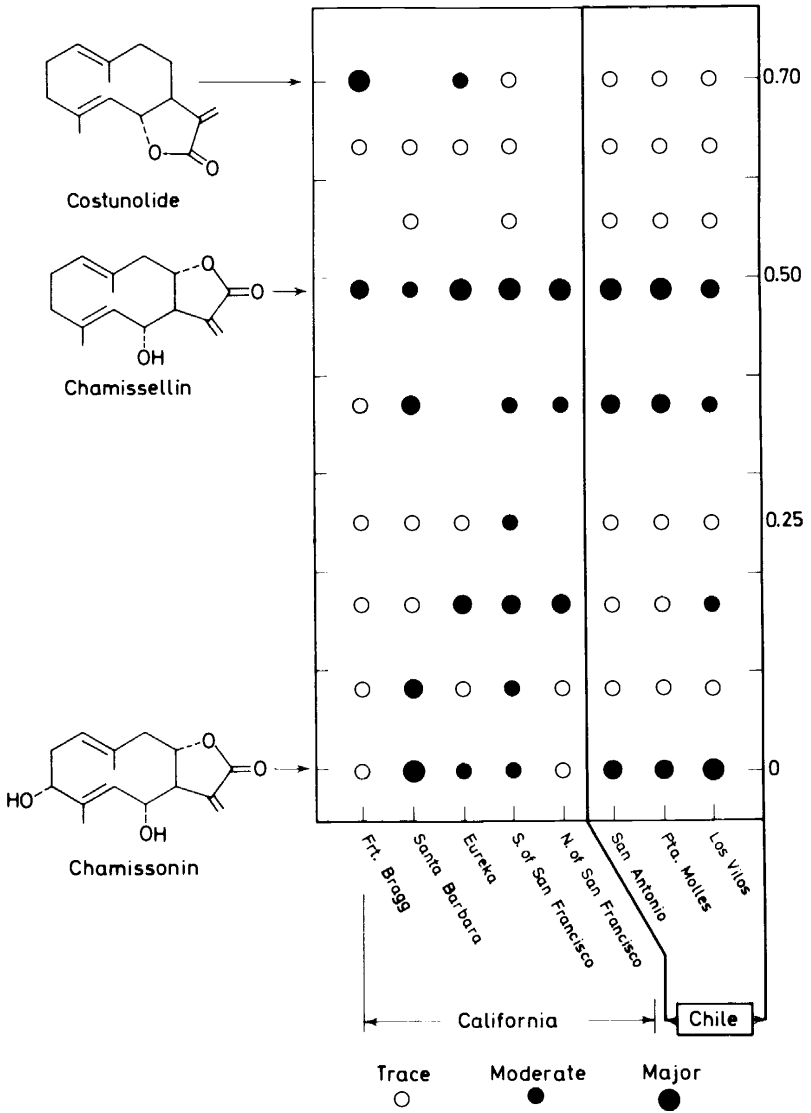 0.70
O
O
Costunolide
O
O
OH
Chamissellin
0.50
0.25
O
O
HO
OH
Chamissonin
0
Frt. Bragg
Santa Barbara
Eureka
S. of San Francisco
N. of San Francisco
San Antonio
Pta. Molles
Los Vilos
California
Chile
Trace
Moderate
Major